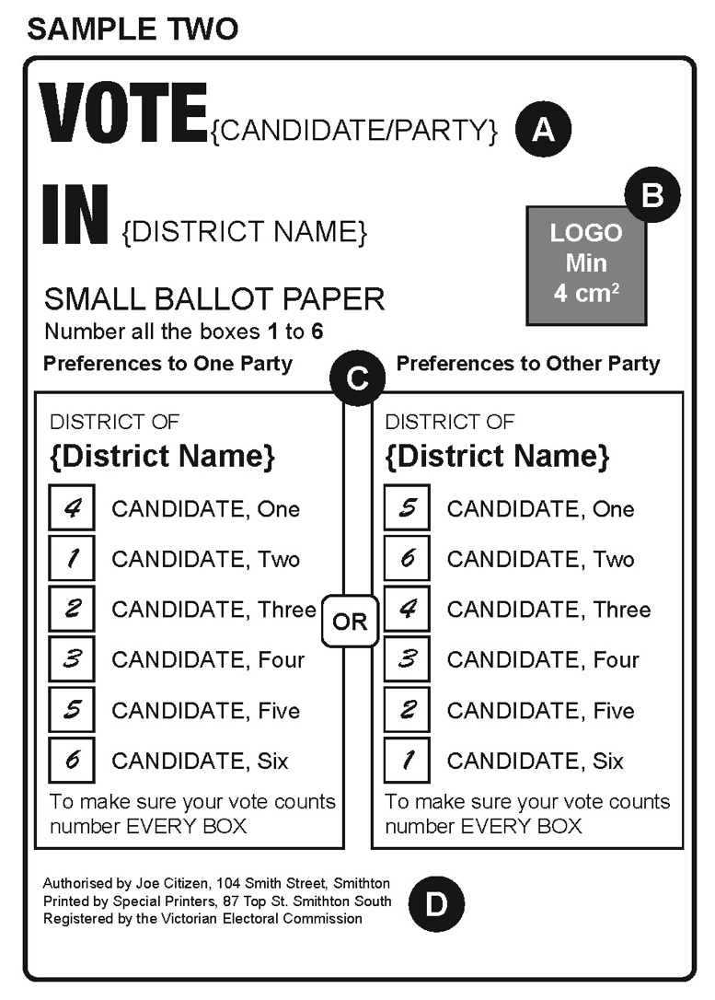 SAMPLE TWO
VOTE {CANDIDATE/PARTY} A
IN {DISTRICT NAME}
B
LOGO
Min
4 cm²
SMALL BALLOT PAPER
Number all the boxes 1 to 6
Preferences to One Party
C
Preferences to Other Party
DISTRICT OF
{District Name}
4 CANDIDATE, One
1 CANDIDATE, Two
2 CANDIDATE, Three
3 CANDIDATE, Four
5 CANDIDATE, Five
6 CANDIDATE, Six
To make sure your vote counts
number EVERY BOX
OR
DISTRICT OF
{District Name}
5 CANDIDATE, One
6 CANDIDATE, Two
4 CANDIDATE, Three
3 CANDIDATE, Four
2 CANDIDATE, Five
1 CANDIDATE, Six
To make sure your vote counts
number EVERY BOX
Authorised by Joe Citizen, 104 Smith Street, Smithton
Printed by Special Printers, 87 Top St. Smithton South
Registered by the Victorian Electoral Commission
D